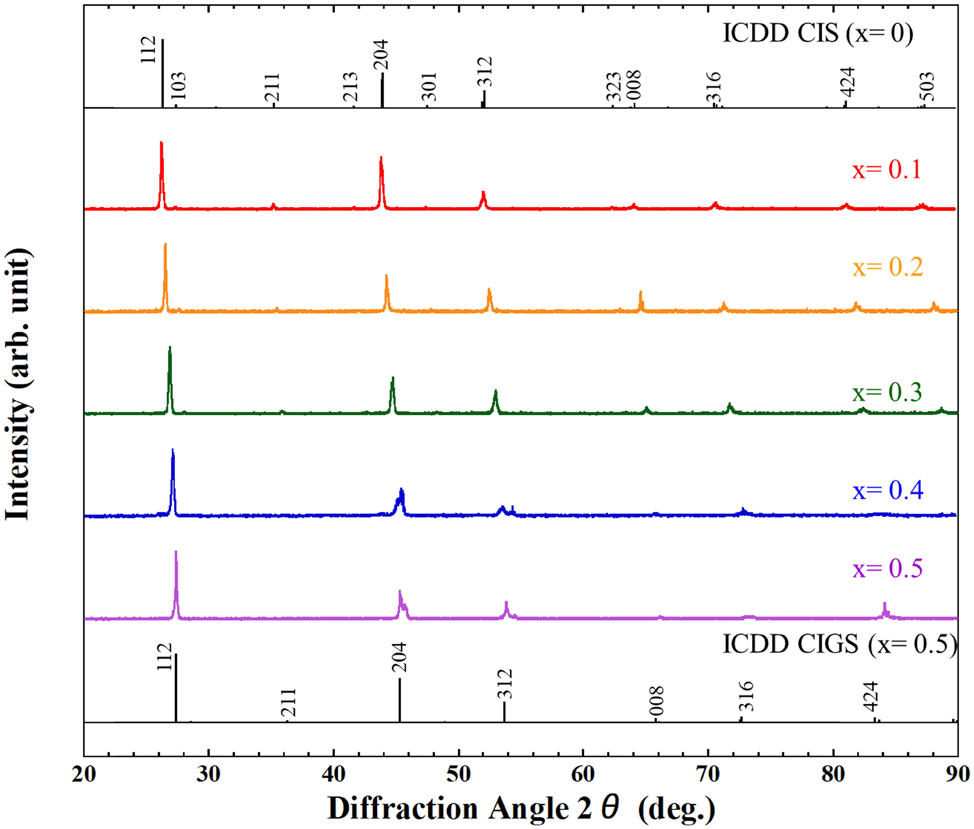 ICDD CIS (x= 0)
112
103
211
213
204
301
312
323
008
316
424
503
x= 0.1
x= 0.2
x= 0.3
x= 0.4
x= 0.5
ICDD CIGS (x= 0.5)
112
211
204
312
008
316
424
Intensity (arb. unit)
20 30 40 50 60 70 80 90
Diffraction Angle 2 θ (deg.)